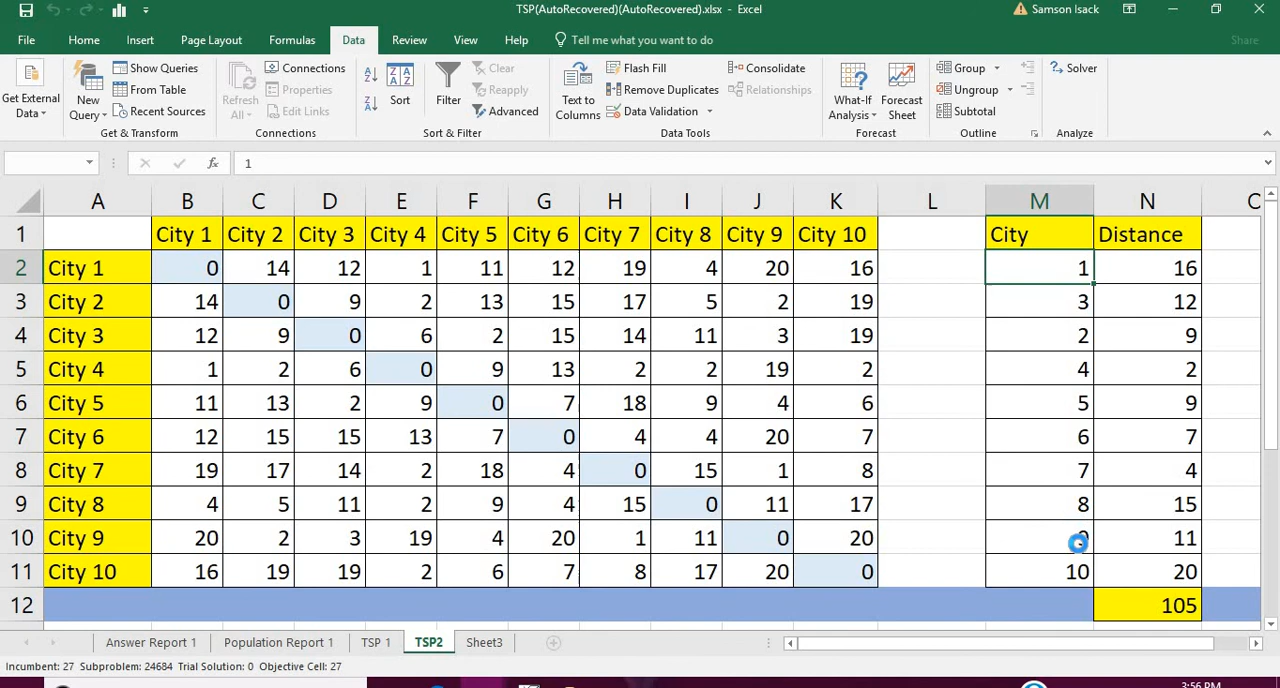 TSP(AutoRecovered)(AutoRecovered).xlsx - Excel
Samson Isack
File Home Insert Page Layout Formulas Data Review View Help Tell me what you want to do Share
Get External Data
New Query
Show Queries
From Table
Recent Sources
Get & Transform
Refresh All
Connections
Properties
Edit Links
Connections
Sort
Filter
Clear
Reapply
Advanced
Sort & Filter
Text to Columns
Flash Fill
Remove Duplicates
Data Validation
Consolidate
Relationships
Data Tools
What-If Analysis
Forecast Sheet
Forecast
Group
Ungroup
Subtotal
Outline
Solver
Analyze
fx 1
A B C D E F G H I J K L M N
1 City 1 City 2 City 3 City 4 City 5 City 6 City 7 City 8 City 9 City 10 City Distance
2 City 1 0 14 12 1 11 12 19 4 20 16 1 16
3 City 2 14 0 9 2 13 15 17 5 2 19 3 12
4 City 3 12 9 0 6 2 15 14 11 3 19 2 9
5 City 4 1 2 6 0 9 13 2 2 19 2 4 2
6 City 5 11 13 2 9 0 7 18 9 4 6 5 9
7 City 6 12 15 15 13 7 0 4 4 20 7 6 7
8 City 7 19 17 14 2 18 4 0 15 1 8 7 4
9 City 8 4 5 11 2 9 4 15 0 11 17 8 15
10 City 9 20 2 3 19 4 20 1 11 0 20 11
11 City 10 16 19 19 2 6 7 8 17 20 0 10 20
12 105
Answer Report 1 Population Report 1 TSP 1 TSP2 Sheet3
Incumbent: 27 Subproblem: 24684 Trial Solution: 0 Objective Cell: 27